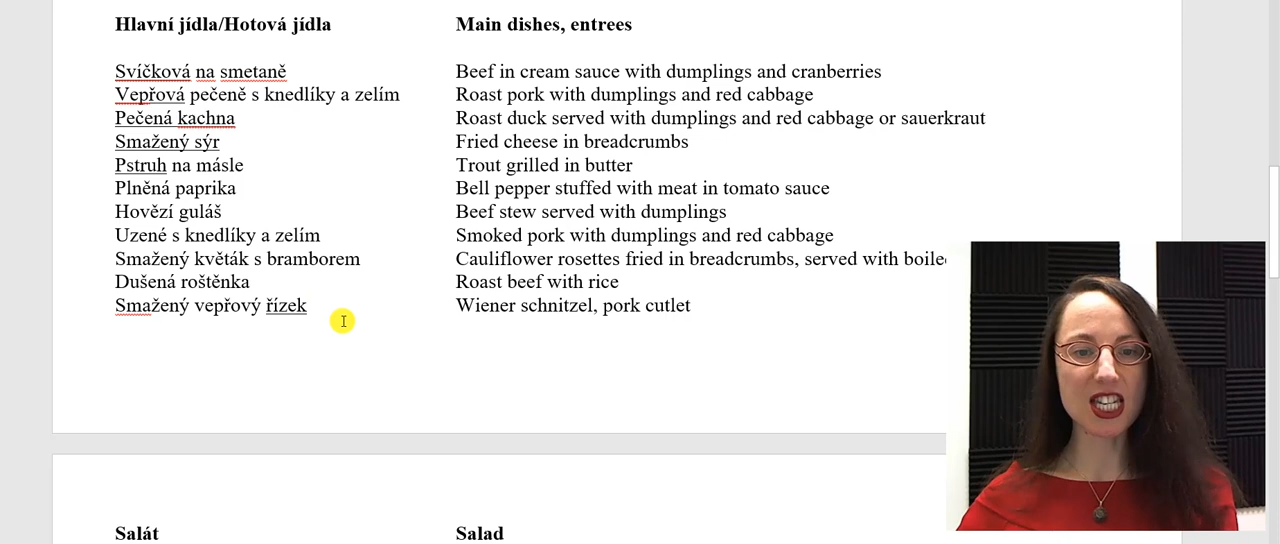 Hlavní jídla/Hotová jídla Main dishes, entrees
Svíčková na smetaně Beef in cream sauce with dumplings and cranberries
Vepřová pečeně s knedlíky a zelím Roast pork with dumplings and red cabbage
Pečená kachna Roast duck served with dumplings and red cabbage or sauerkraut
Smažený sýr Fried cheese in breadcrumbs
Pstruh na másle Trout grilled in butter
Plněná paprika Bell pepper stuffed with meat in tomato sauce
Hovězí guláš Beef stew served with dumplings
Uzené s knedlíky a zelím Smoked pork with dumplings and red cabbage
Smažený květák s bramborem Cauliflower rosettes fried in breadcrumbs, served with
Dušená roštěnka Roast beef with rice
Smažený vepřový řízek Wiener schnitzel, pork cutlet
Salát Salad